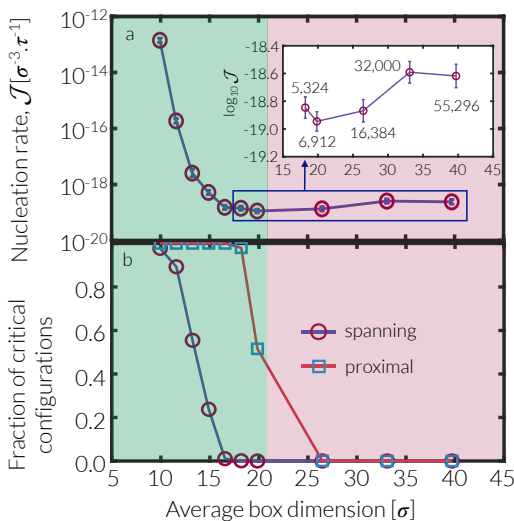 a
Nucleation rate, 𝒥 [σ⁻³.τ⁻¹]
10⁻¹²
10⁻¹⁴
10⁻¹⁶
10⁻¹⁸
10⁻²⁰
log₁₀ 𝒥
-18.4
-18.6
-18.8
-19.0
-19.2
15 20 25 30 35 40 45
5,324
6,912
16,384
32,000
55,296
b
Fraction of critical
configurations
0.8
0.6
0.4
0.2
0.0
spanning
proximal
5 10 15 20 25 30 35 40 45
Average box dimension [σ]